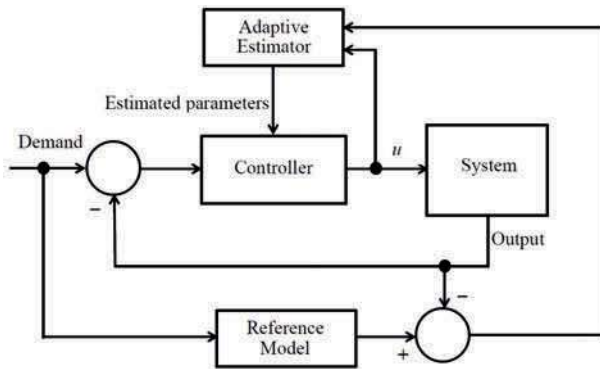 Adaptive
Estimator
Estimated parameters
Demand
Controller
u
System
−
Output
−
Reference
Model
+